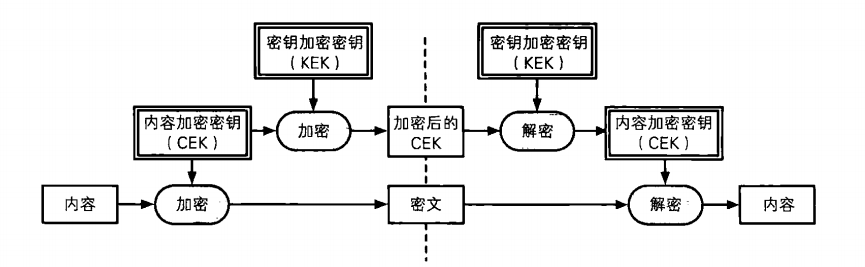 密钥加密密钥
（KEK）
密钥加密密钥
（KEK）
内容加密密钥
（CEK）
加密
加密后的
CEK
解密
内容加密密钥
（CEK）
内容
加密
密文
解密
内容